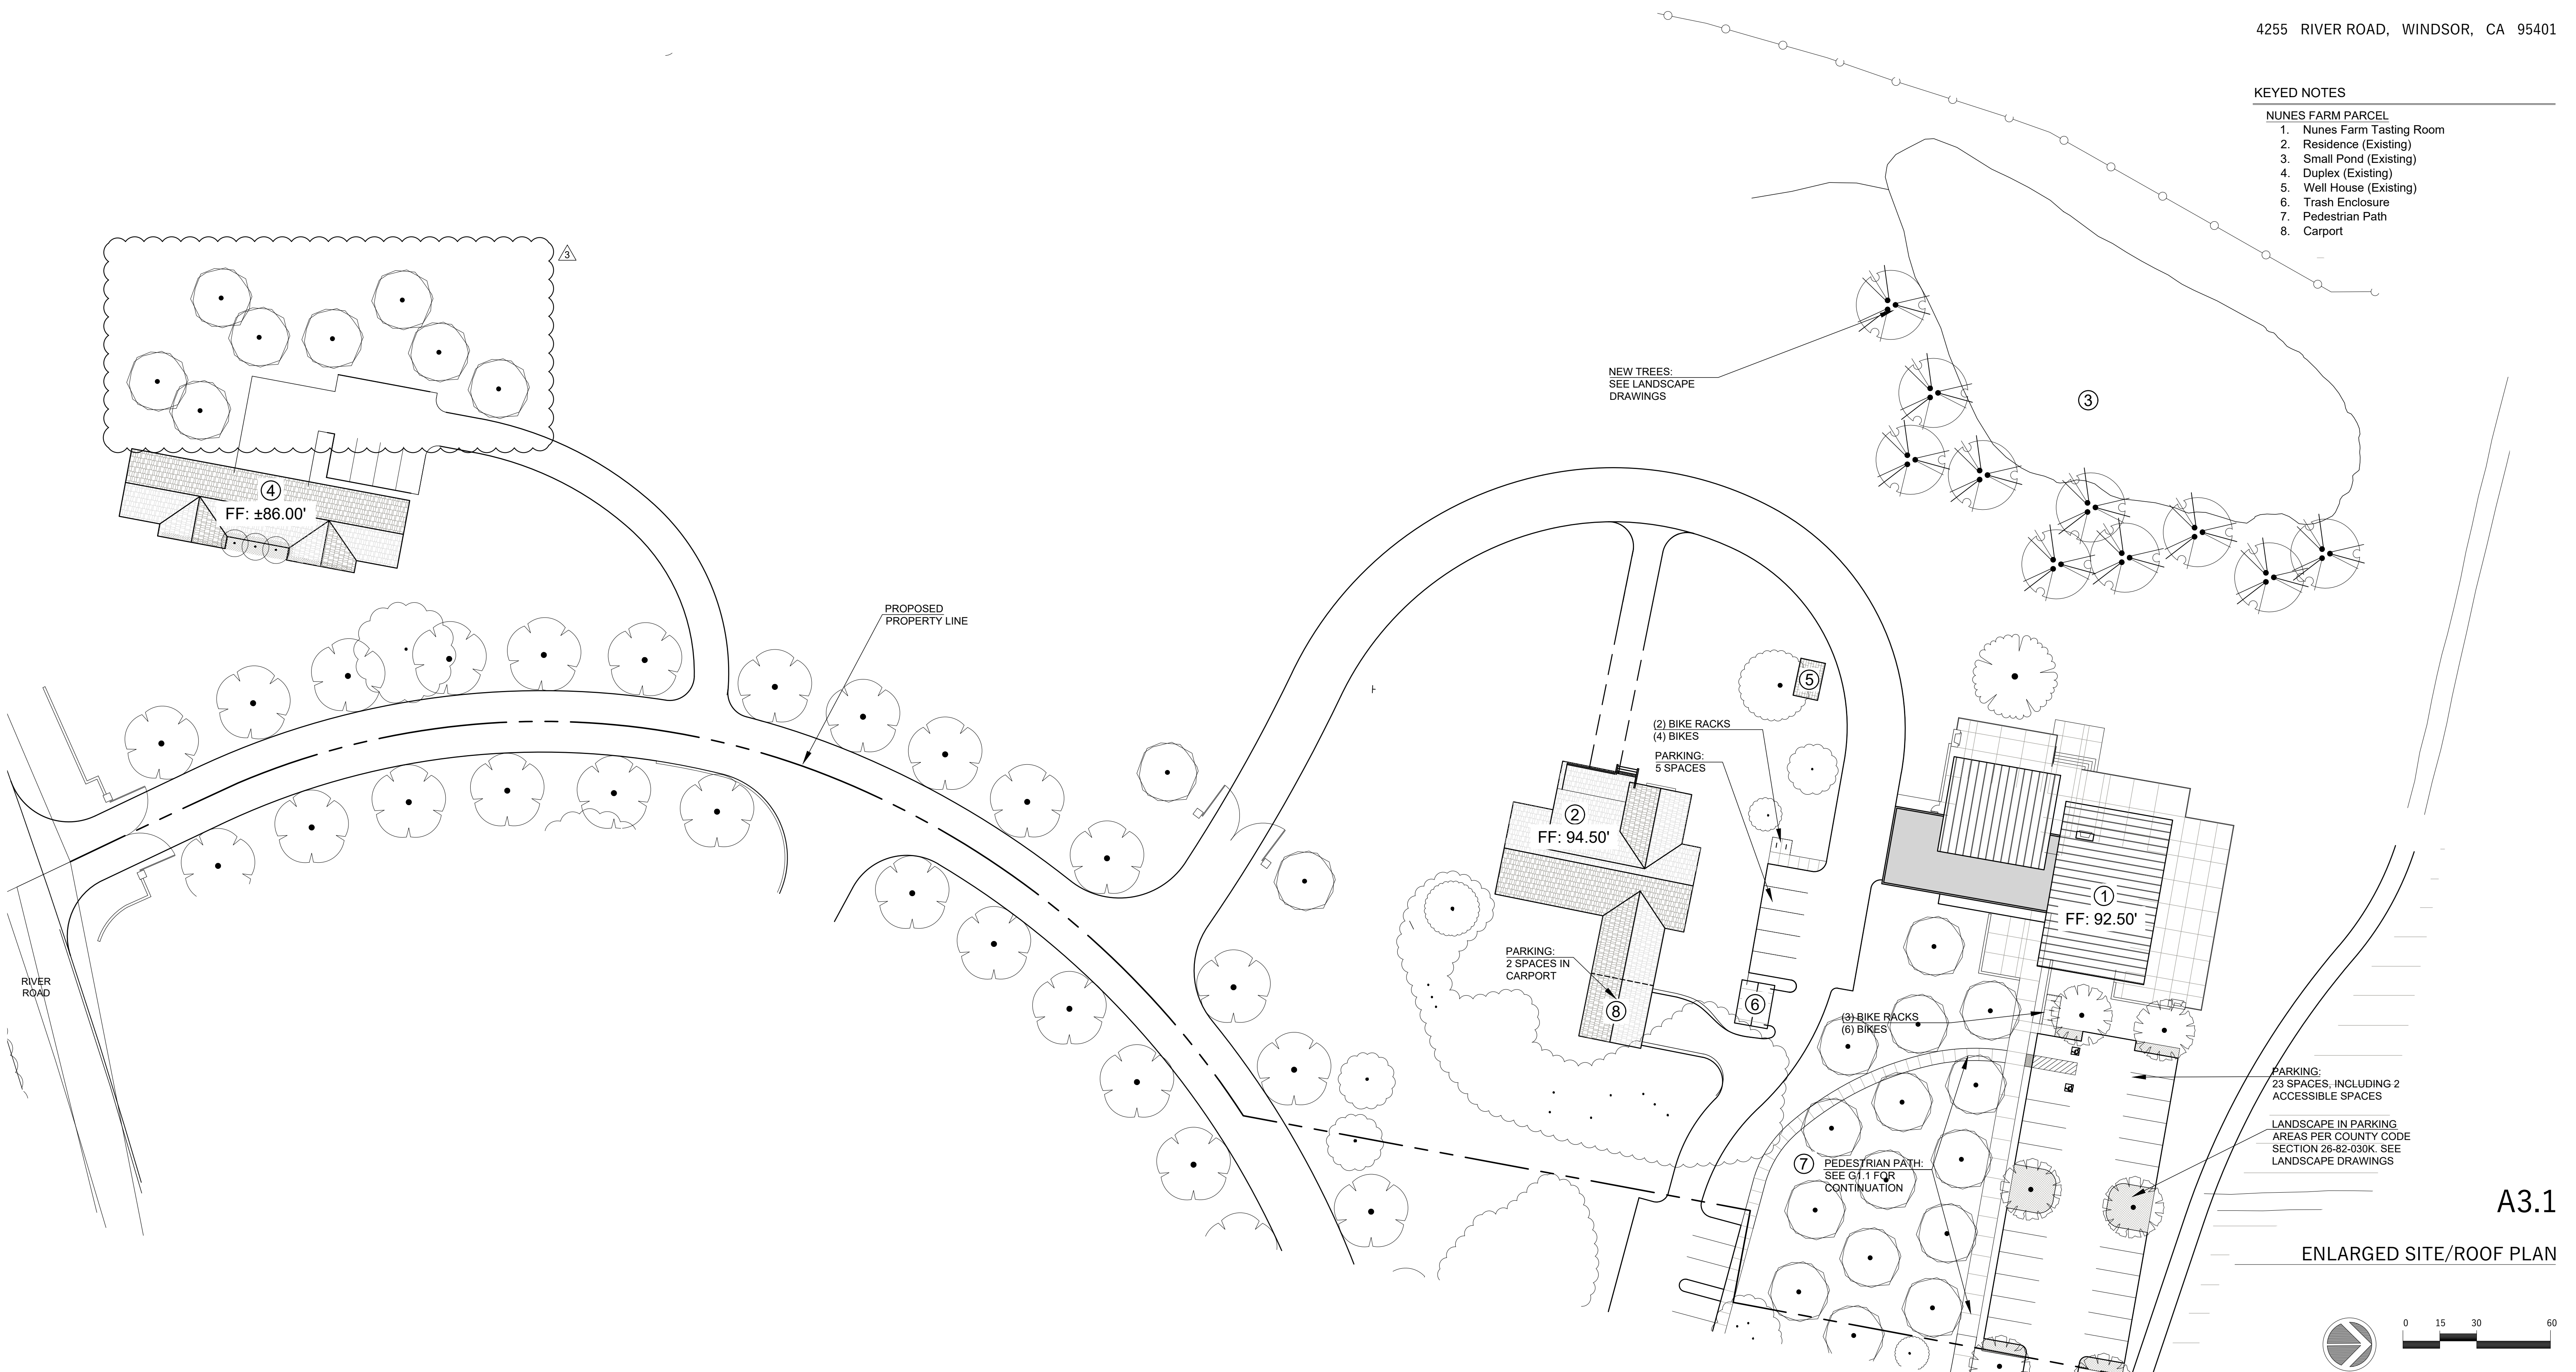 4255 RIVER ROAD, WINDSOR, CA 95401
KEYED NOTES
NUNES FARM PARCEL
1. Nunes Farm Tasting Room
2. Residence (Existing)
3. Small Pond (Existing)
4. Duplex (Existing)
5. Well House (Existing)
6. Trash Enclosure
7. Pedestrian Path
8. Carport
3
NEW TREES:
SEE LANDSCAPE
DRAWINGS
3
4
FF: ±86.00'
PROPOSED
PROPERTY LINE
5
(2) BIKE RACKS
(4) BIKES
PARKING:
5 SPACES
2
FF: 94.50'
1
FF: 92.50'
PARKING:
2 SPACES IN
CARPORT
8
6
RIVER
ROAD
(3) BIKE RACKS
(6) BIKES
PARKING:
23 SPACES, INCLUDING 2
ACCESSIBLE SPACES
LANDSCAPE IN PARKING
AREAS PER COUNTY CODE
SECTION 26-82-030K. SEE
LANDSCAPE DRAWINGS
7
PEDESTRIAN PATH:
SEE G1.1 FOR
CONTINUATION
A3.1
ENLARGED SITE/ROOF PLAN
0 15 30 60